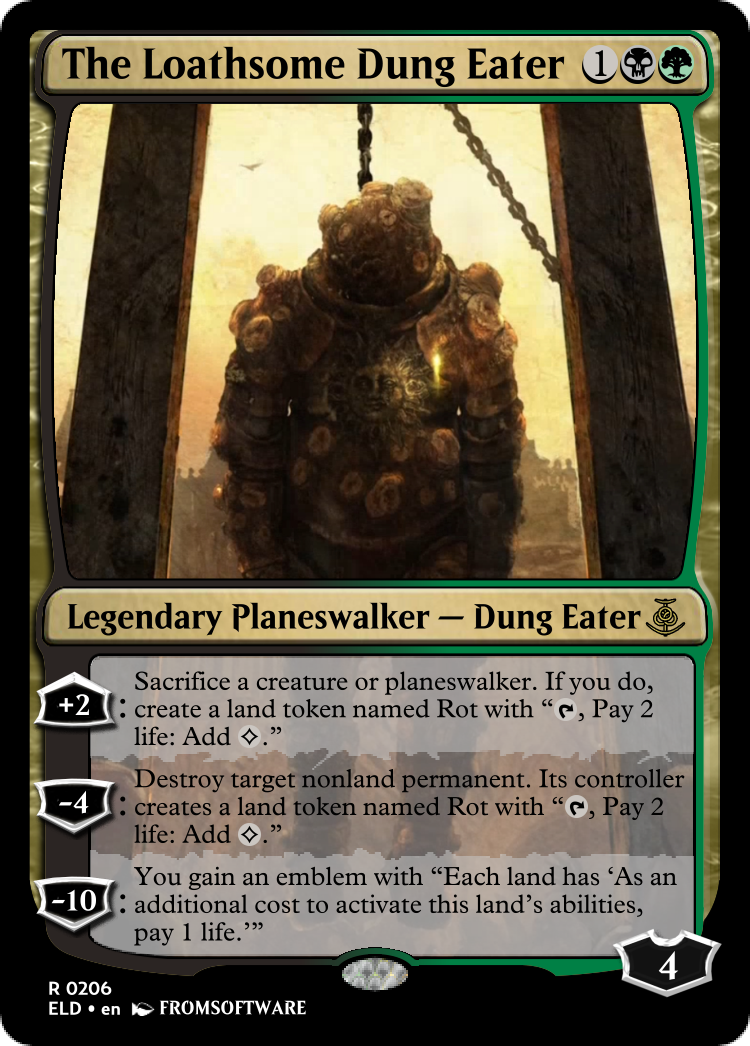 The Loathsome Dung Eater 1
Legendary Planeswalker — Dung Eater
+2 : Sacrifice a creature or planeswalker. If you do,
create a land token named Rot with “, Pay 2
life: Add .”
−4 : Destroy target nonland permanent. Its controller
creates a land token named Rot with “, Pay 2
life: Add .”
−10 : You gain an emblem with “Each land has ‘As an
additional cost to activate this land’s abilities,
pay 1 life.’”
4
R 0206
ELD • en FROMSOFTWARE